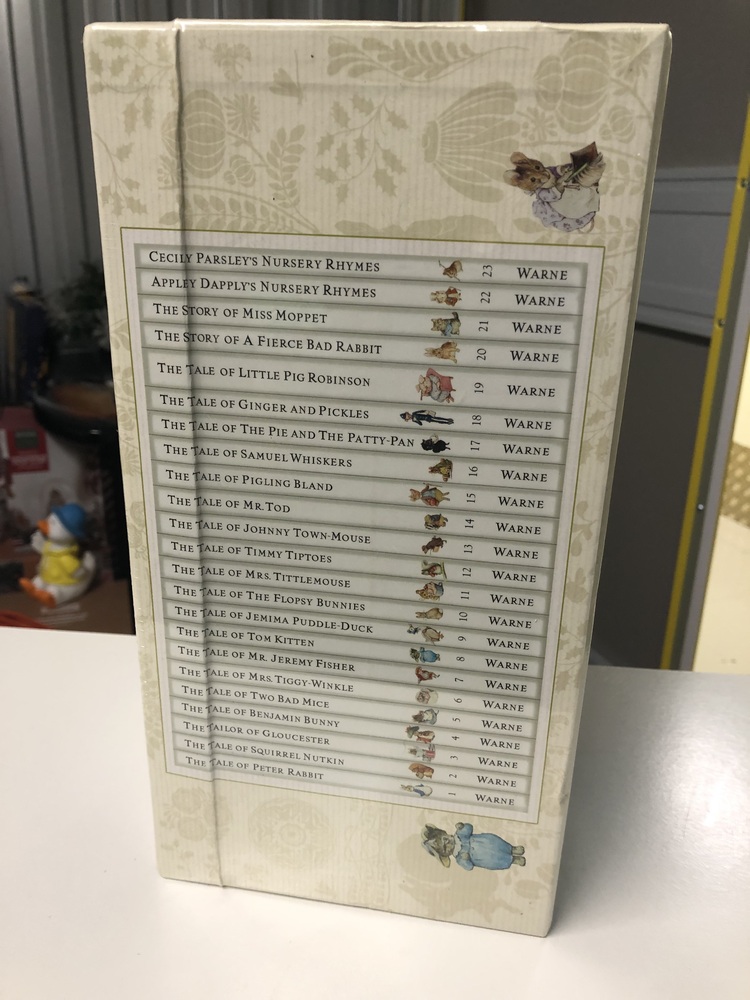 CECILY PARSLEY'S NURSERY RHYMES 23 WARNE
APPLEY DAPPLY'S NURSERY RHYMES 22 WARNE
THE STORY OF MISS MOPPET 21 WARNE
THE STORY OF A FIERCE BAD RABBIT 20 WARNE
THE TALE OF LITTLE PIG ROBINSON 19 WARNE
THE TALE OF GINGER AND PICKLES 18 WARNE
THE TALE OF THE PIE AND THE PATTY-PAN 17 WARNE
THE TALE OF SAMUEL WHISKERS 16 WARNE
THE TALE OF PIGLING BLAND 15 WARNE
THE TALE OF MR. TOD 14 WARNE
THE TALE OF JOHNNY TOWN-MOUSE 13 WARNE
THE TALE OF TIMMY TIPTOES 12 WARNE
THE TALE OF MRS. TITTLEMOUSE 11 WARNE
THE TALE OF THE FLOPSY BUNNIES 10 WARNE
THE TALE OF JEMIMA PUDDLE-DUCK 9 WARNE
THE TALE OF TOM KITTEN 8 WARNE
THE TALE OF MR. JEREMY FISHER 7 WARNE
THE TALE OF MRS. TIGGY-WINKLE 6 WARNE
THE TALE OF TWO BAD MICE 5 WARNE
THE TALE OF BENJAMIN BUNNY 4 WARNE
THE TAILOR OF GLOUCESTER 3 WARNE
THE TALE OF SQUIRREL NUTKIN 2 WARNE
THE TALE OF PETER RABBIT 1 WARNE